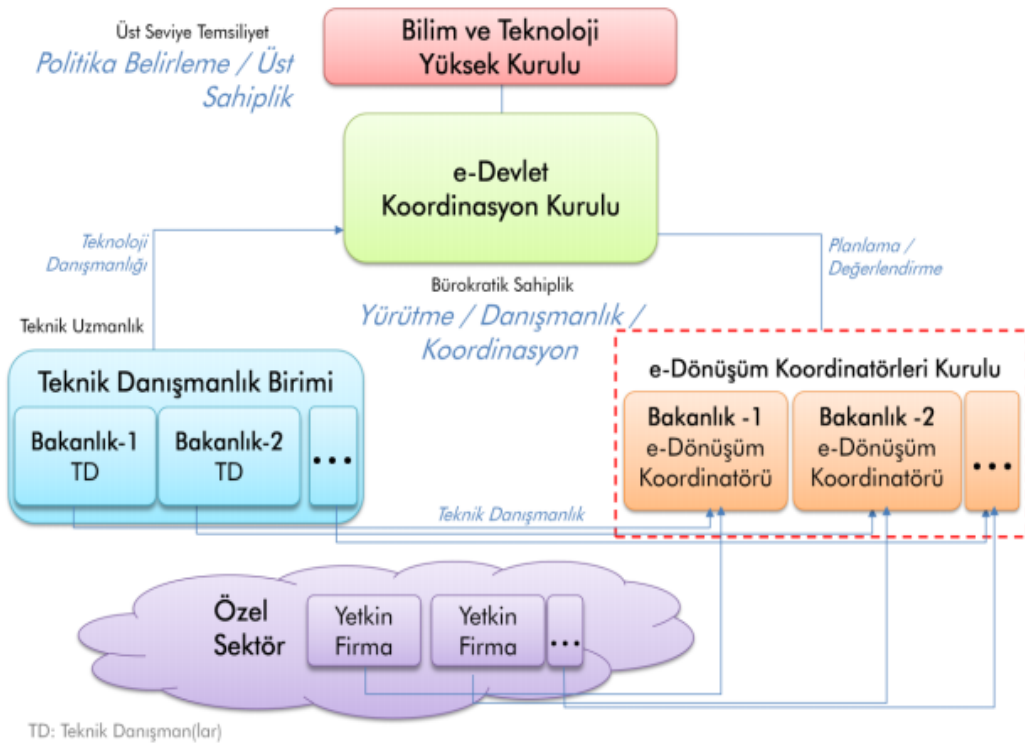 Üst Seviye Temsiliyet
Politika Belirleme / Üst
Sahiplik
Bilim ve Teknoloji
Yüksek Kurulu
e-Devlet
Koordinasyon Kurulu
Teknoloji
Danışmanlığı
Planlama /
Değerlendirme
Bürokratik Sahiplik
Yürütme / Danışmanlık /
Koordinasyon
Teknik Uzmanlık
Teknik Danışmanlık Birimi
Bakanlık-1
TD
Bakanlık-2
TD
...
e-Dönüşüm Koordinatörleri Kurulu
Bakanlık -1
e-Dönüşüm
Koordinatörü
Bakanlık -2
e-Dönüşüm
Koordinatörü
...
Teknik Danışmanlık
Özel
Sektör
Yetkin
Firma
Yetkin
Firma
...
TD: Teknik Danışman(lar)